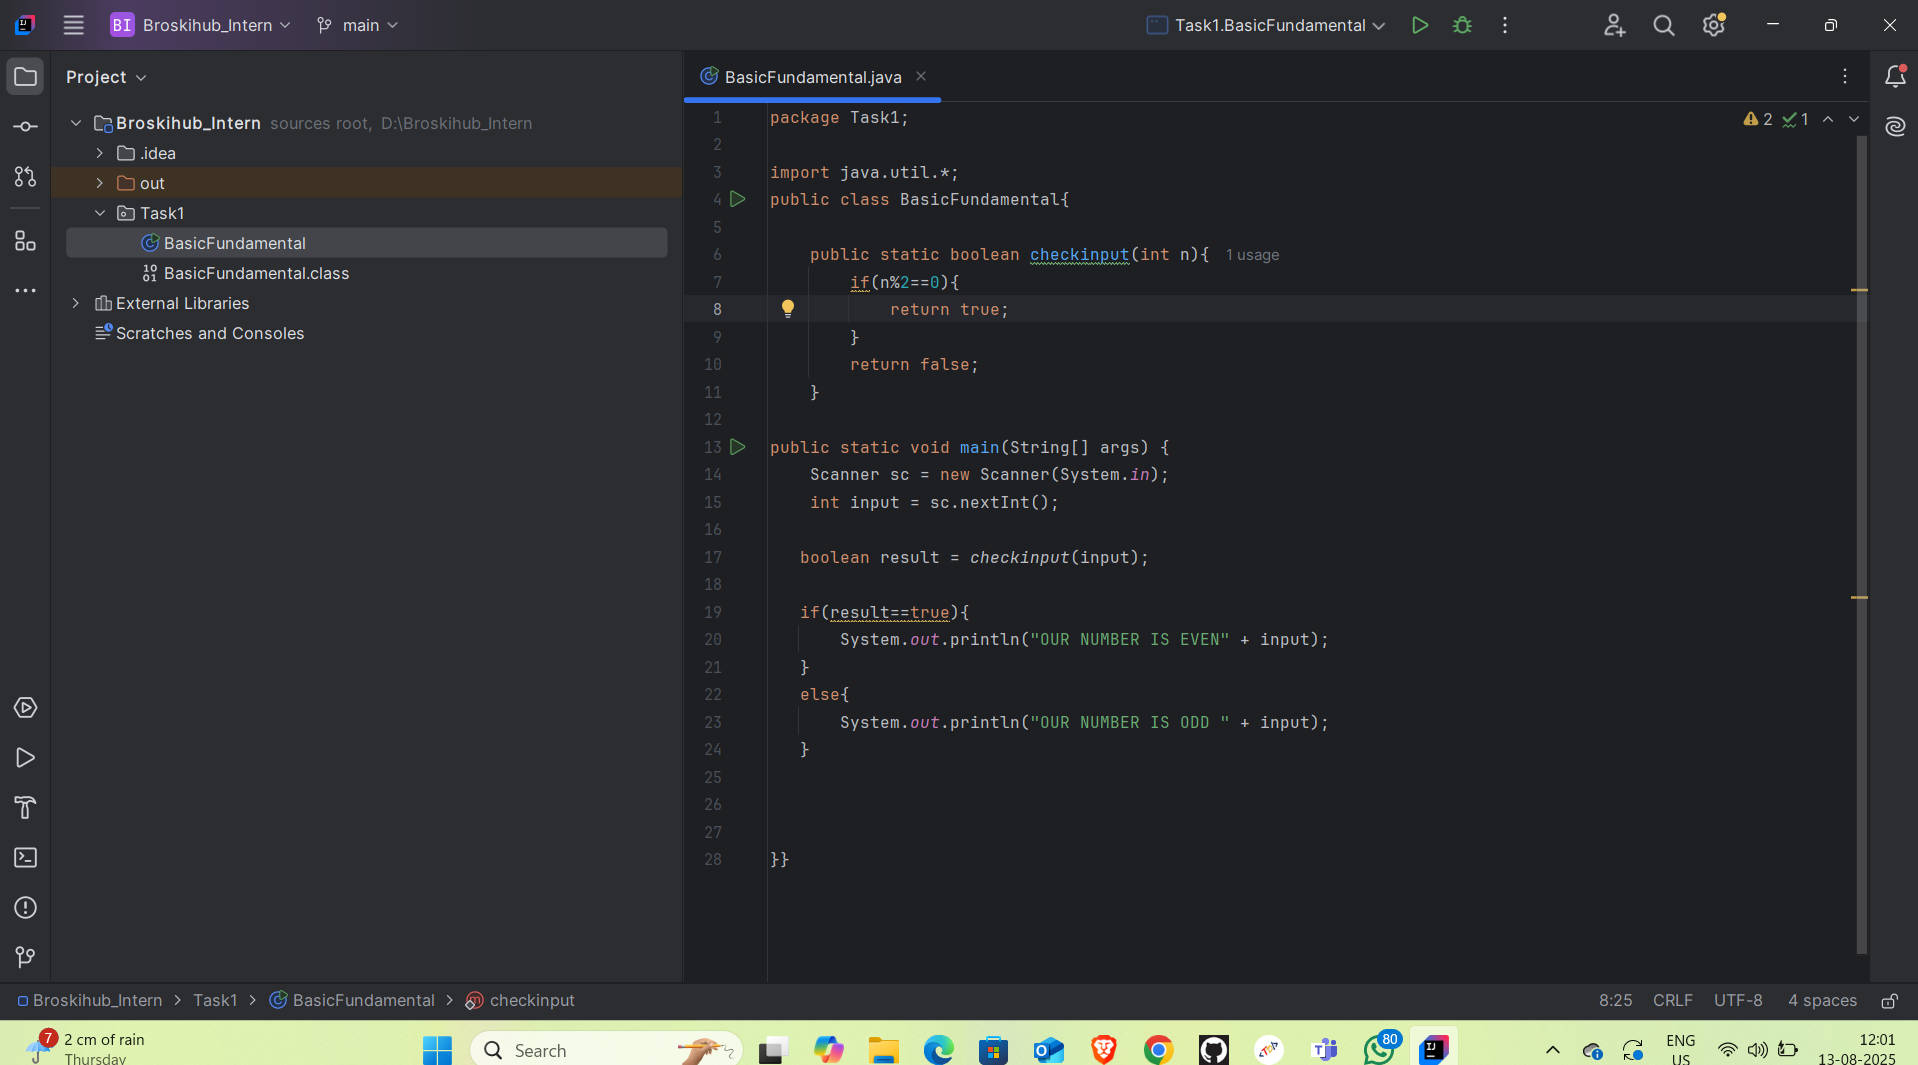 BI Broskihub_Intern main Task1.BasicFundamental
Project
BasicFundamental.java
Broskihub_Intern sources root, D:\Broskihub_Intern
.idea
out
Task1
BasicFundamental
BasicFundamental.class
External Libraries
Scratches and Consoles
2 1
1 package Task1;
2
3 import java.util.*;
4 public class BasicFundamental{
5
6 public static boolean checkinput(int n){ 1 usage
7 if(n%2==0){
8 return true;
9 }
10 return false;
11 }
12
13 public static void main(String[] args) {
14 Scanner sc = new Scanner(System.in);
15 int input = sc.nextInt();
16
17 boolean result = checkinput(input);
18
19 if(result==true){
20 System.out.println("OUR NUMBER IS EVEN" + input);
21 }
22 else{
23 System.out.println("OUR NUMBER IS ODD " + input);
24 }
25
26
27
28 }}
Broskihub_Intern > Task1 > BasicFundamental > checkinput
8:25 CRLF UTF-8 4 spaces
7 2 cm of rain
Thursday
Search
80
ENG
US
12:01
13-08-2025